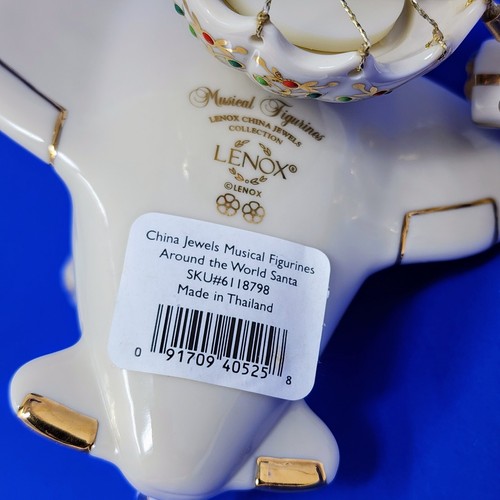 Musical Figurines
LENOX CHINA JEWELS
COLLECTION
LENOX®
©LENOX
China Jewels Musical Figurines
Around the World Santa
SKU#6118798
Made in Thailand
0 91709 40525 8